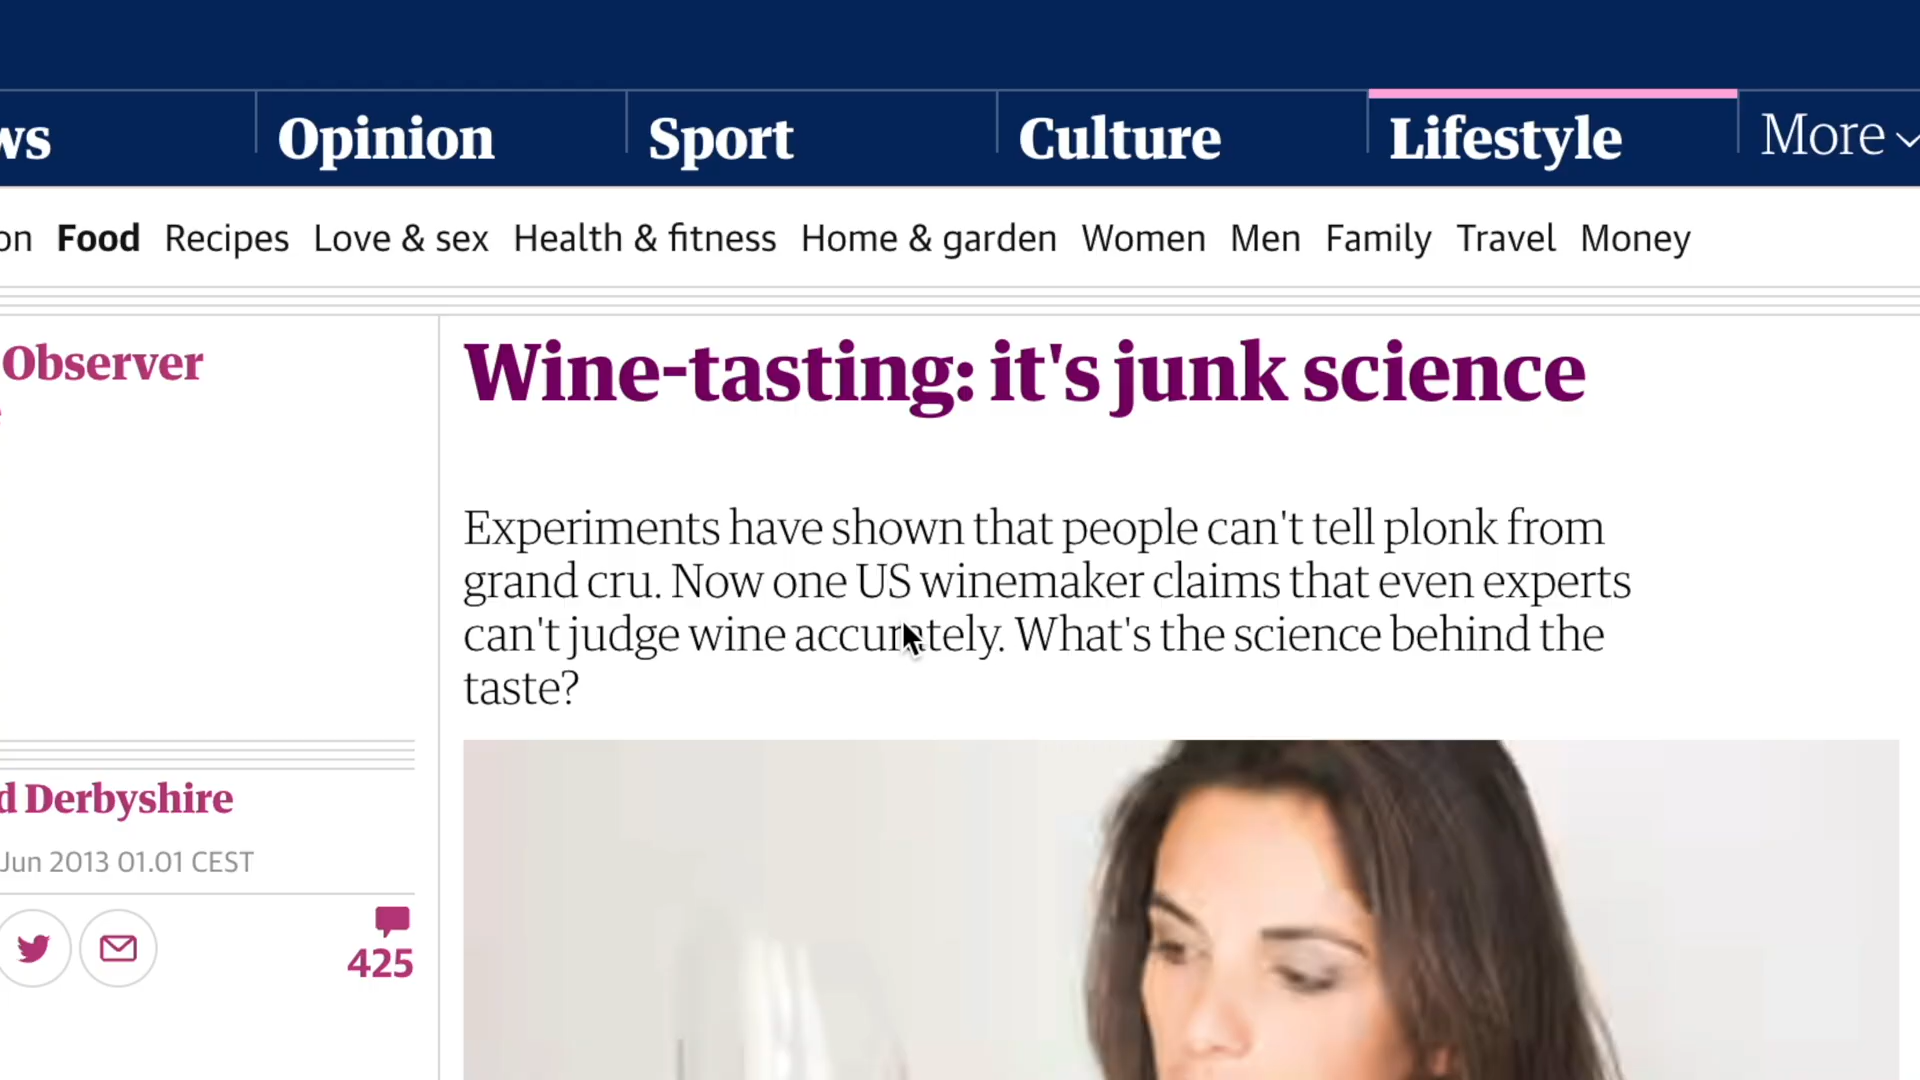 ws Opinion Sport Culture Lifestyle More
on Food Recipes Love & sex Health & fitness Home & garden Women Men Family Travel Money
Observer
Wine-tasting: it's junk science
Experiments have shown that people can't tell plonk from
grand cru. Now one US winemaker claims that even experts
can't judge wine accurately. What's the science behind the
taste?
d Derbyshire
Jun 2013 01.01 CEST
425